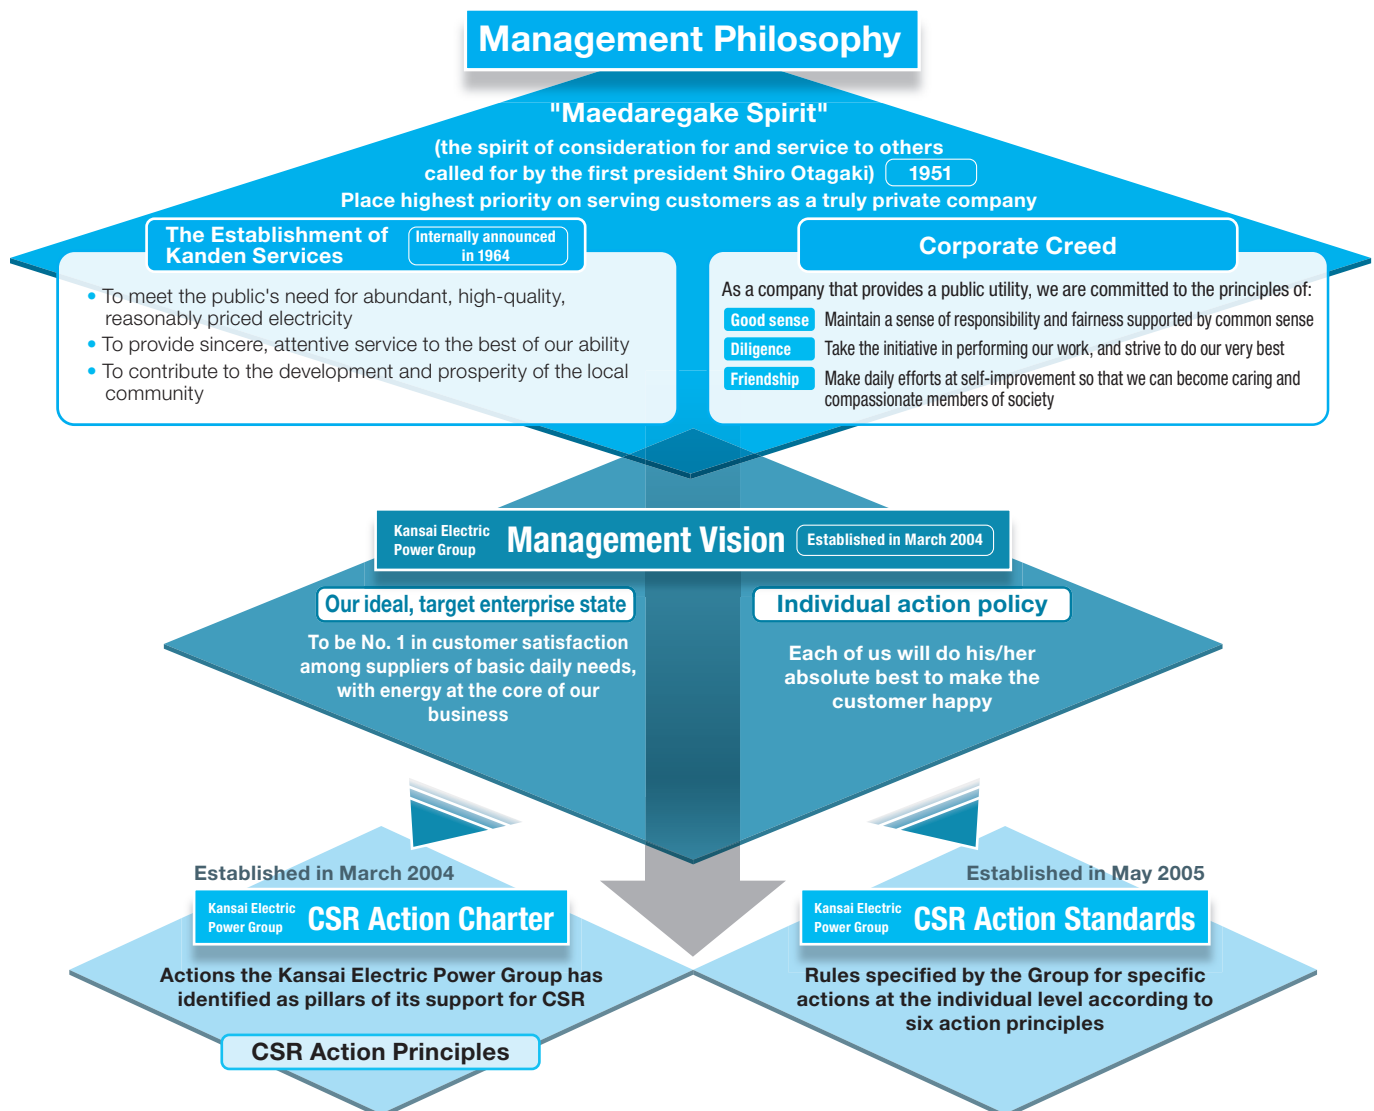 Management Philosophy
"Maedaregake Spirit"
(the spirit of consideration for and service to others
called for by the first president Shiro Otagaki) 1951
Place highest priority on serving customers as a truly private company
The Establishment of
Kanden Services
Internally announced
in 1964
• To meet the public's need for abundant, high-quality,
reasonably priced electricity
• To provide sincere, attentive service to the best of our ability
• To contribute to the development and prosperity of the local
community
Corporate Creed
As a company that provides a public utility, we are committed to the principles of:
Good sense Maintain a sense of responsibility and fairness supported by common sense
Diligence Take the initiative in performing our work, and strive to do our very best
Friendship Make daily efforts at self-improvement so that we can become caring and
compassionate members of society
Kansai Electric
Power Group
Management Vision
Established in March 2004
Our ideal, target enterprise state
To be No. 1 in customer satisfaction
among suppliers of basic daily needs,
with energy at the core of our
business
Individual action policy
Each of us will do his/her
absolute best to make the
customer happy
Established in March 2004
Kansai Electric
Power Group
CSR Action Charter
Actions the Kansai Electric Power Group has
identified as pillars of its support for CSR
CSR Action Principles
Established in May 2005
Kansai Electric
Power Group
CSR Action Standards
Rules specified by the Group for specific
actions at the individual level according to
six action principles